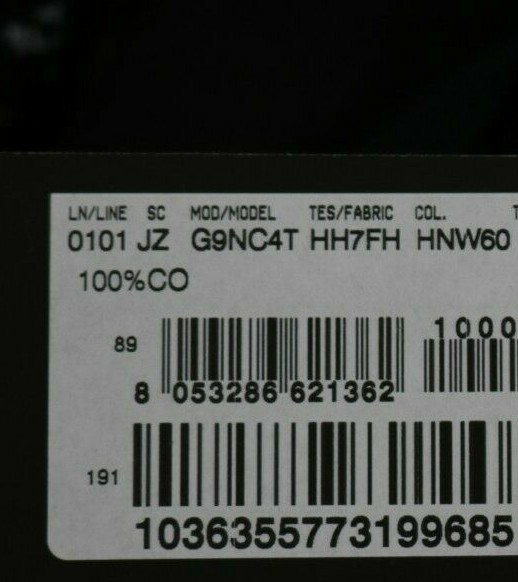 LN/LINE SC MOD/MODEL TES/FABRIC COL. T
0101 JZ G9NC4T HH7FH HNW60
100%CO
89
1000
8 053286 621362
191
1036355773199685